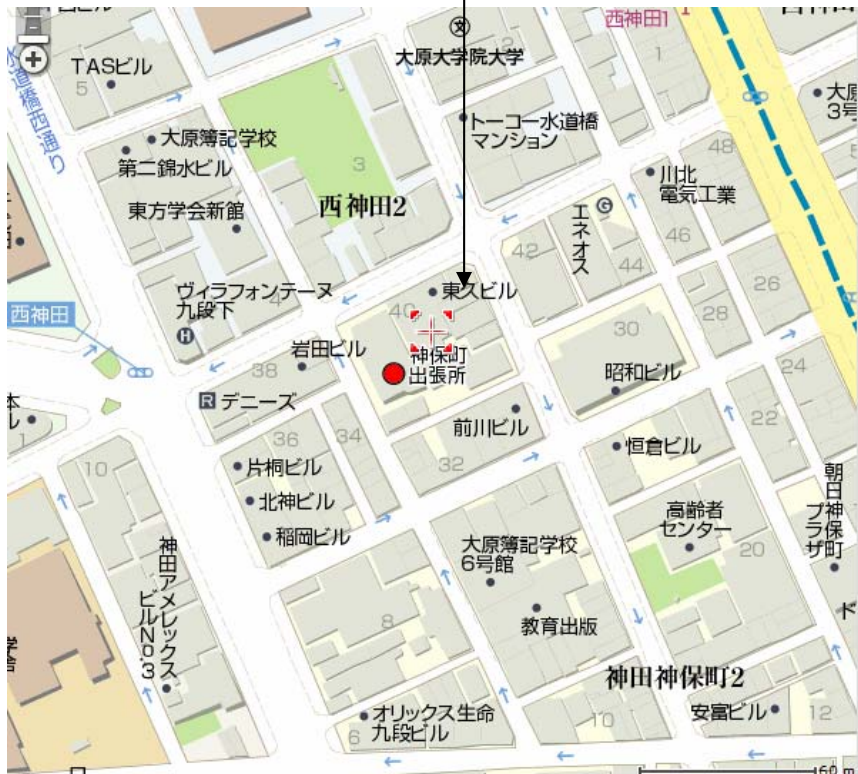 西神田1
大原大学院大学
1
2
TASビル
5
大原
3号
トーコー水道橋
マンション
大原簿記学校
第二錦水ビル
3
48
川北
電気工業
東方学会新館
西神田2
エネオス
G
46
42
44
ヴィラフォンテーヌ
九段下
4
東久ビル
26
西神田
40
28
H
30
岩田ビル
神保町
出張所
24
38
昭和ビル
R デニーズ
22
前川ビル
34
36
恒倉ビル
10
片桐ビル
32
北神ビル
高齢者
センター
朝日神保町
プラザ
稲岡ビル
大原簿記学校
6号館
20
神田アメレックス
ビルNo.3
教育出版
8
ド
神田神保町2
オリックス生命
九段ビル
6
10
安富ビル
12
60 m